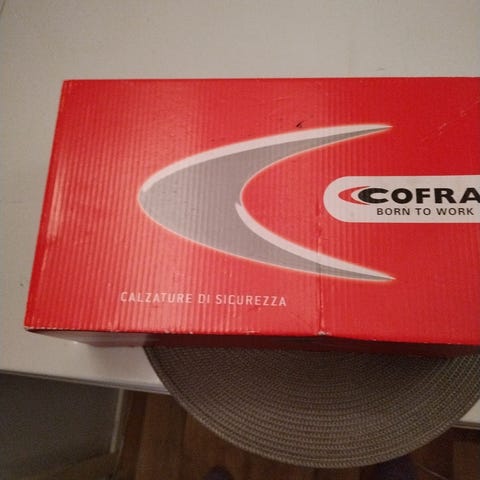 COFRA
BORN TO WORK
CALZATURE DI SICUREZZA